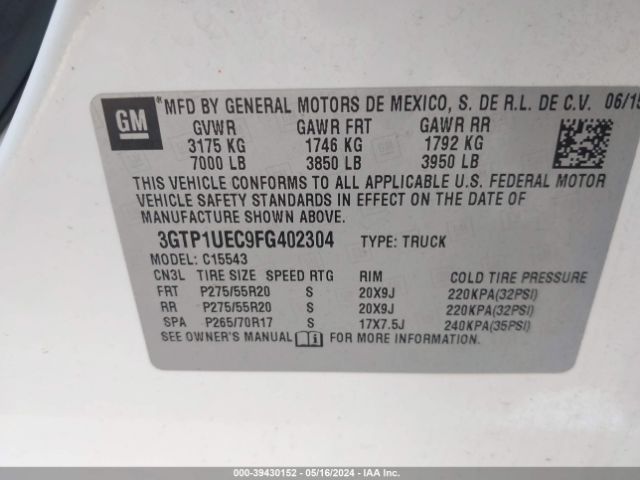 GM *MFD BY GENERAL MOTORS DE MEXICO, S. DE R.L. DE C.V. 06/15
GVWR GAWR FRT GAWR RR
3175 KG 1746 KG 1792 KG
7000 LB 3850 LB 3950 LB
THIS VEHICLE CONFORMS TO ALL APPLICABLE U.S. FEDERAL MOTOR
VEHICLE SAFETY STANDARDS IN EFFECT ON THE DATE OF
MANUFACTURE SHOWN ABOVE.
3GTP1UEC9FG402304 TYPE: TRUCK
MODEL: C15543
CN3L TIRE SIZE SPEED RTG RIM COLD TIRE PRESSURE
FRT P275/55R20 S 20X9J 220KPA(32PSI)
RR P275/55R20 S 20X9J 220KPA(32PSI)
SPA P265/70R17 S 17X7.5J 240KPA(35PSI)
SEE OWNER'S MANUAL FOR MORE INFORMATION.
000-39430152 - 05/16/2024 - IAA Inc.